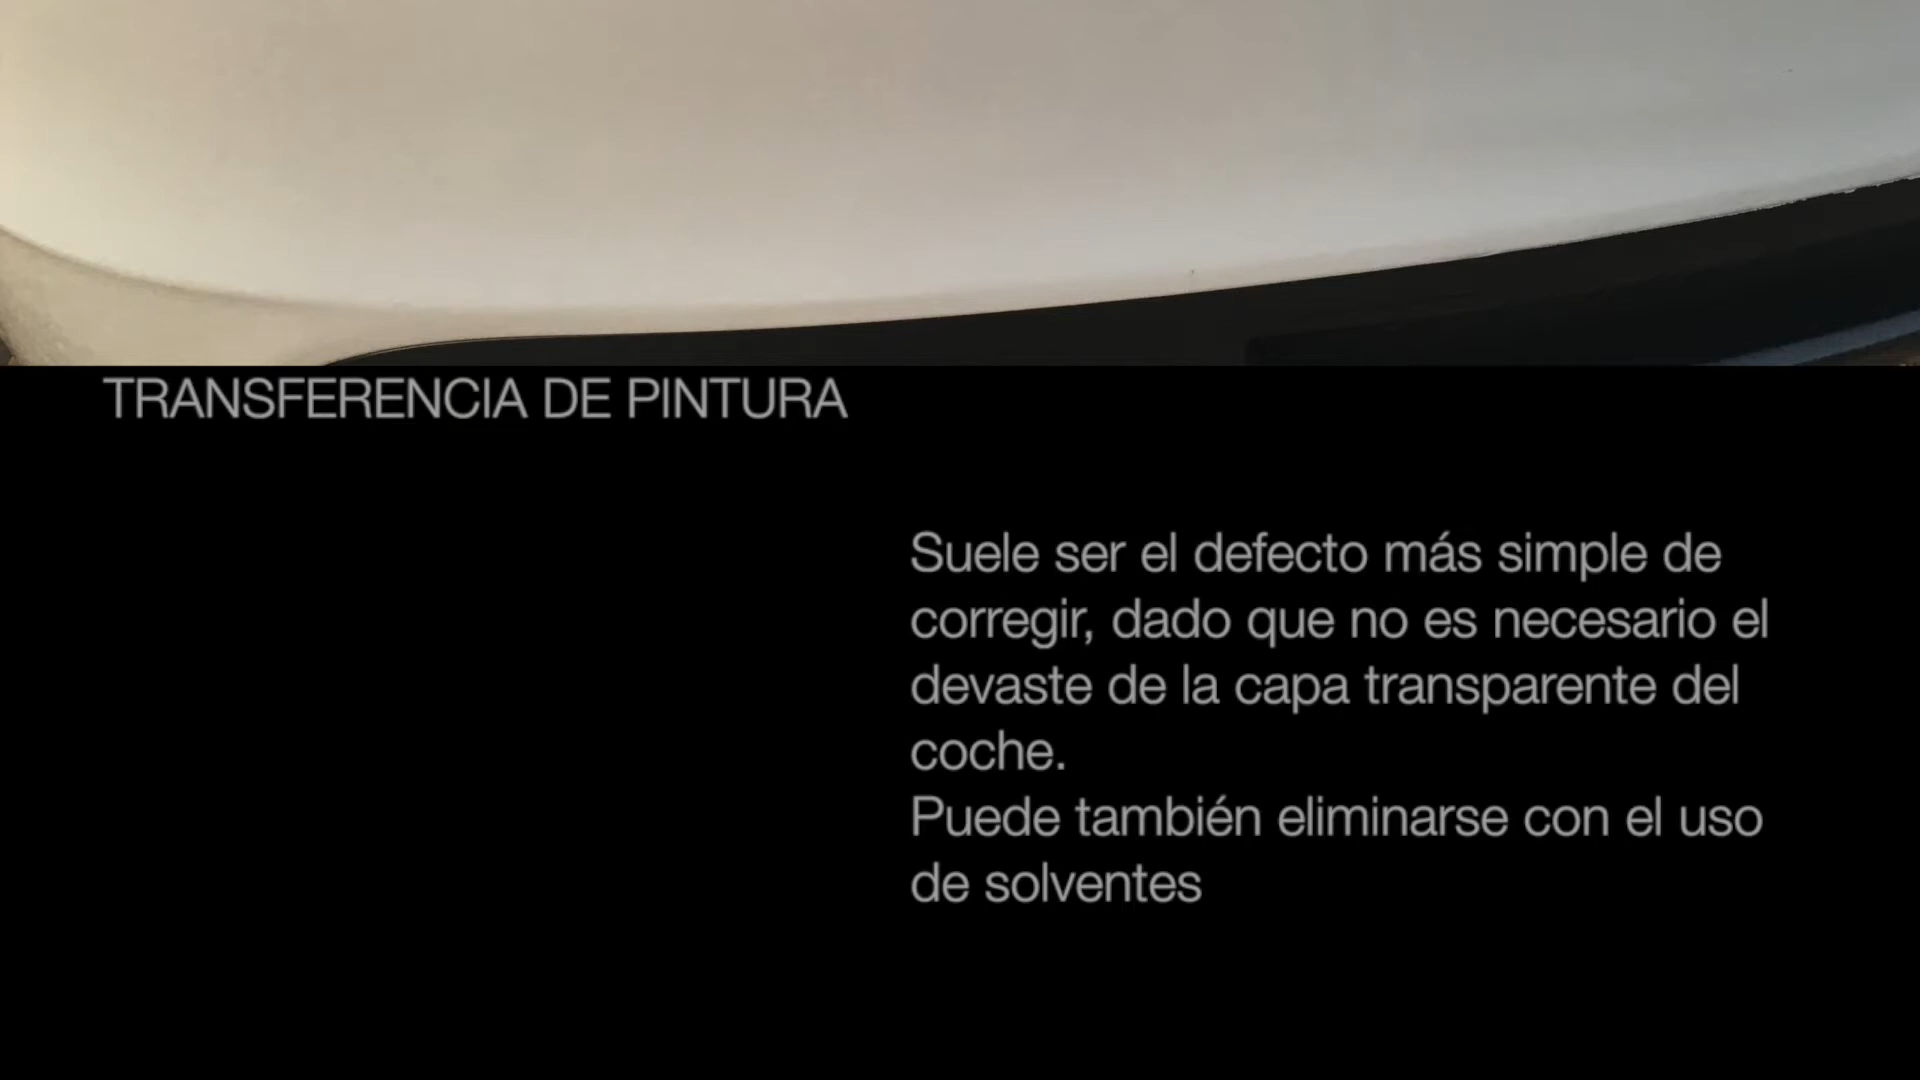 TRANSFERENCIA DE PINTURA
Suele ser el defecto más simple de
corregir, dado que no es necesario el
devaste de la capa transparente del
coche.
Puede también eliminarse con el uso
de solventes